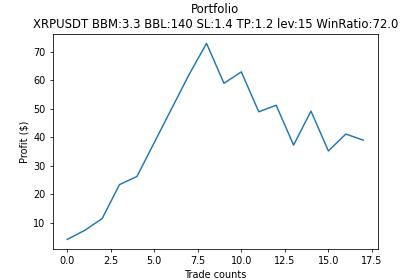 Portfolio
XRPUSDT BBM:3.3 BBL:140 SL:1.4 TP:1.2 lev:15 WinRatio:72.0
Profit ($)
70
60
50
40
30
20
10
0.0 2.5 5.0 7.5 10.0 12.5 15.0 17.5
Trade counts